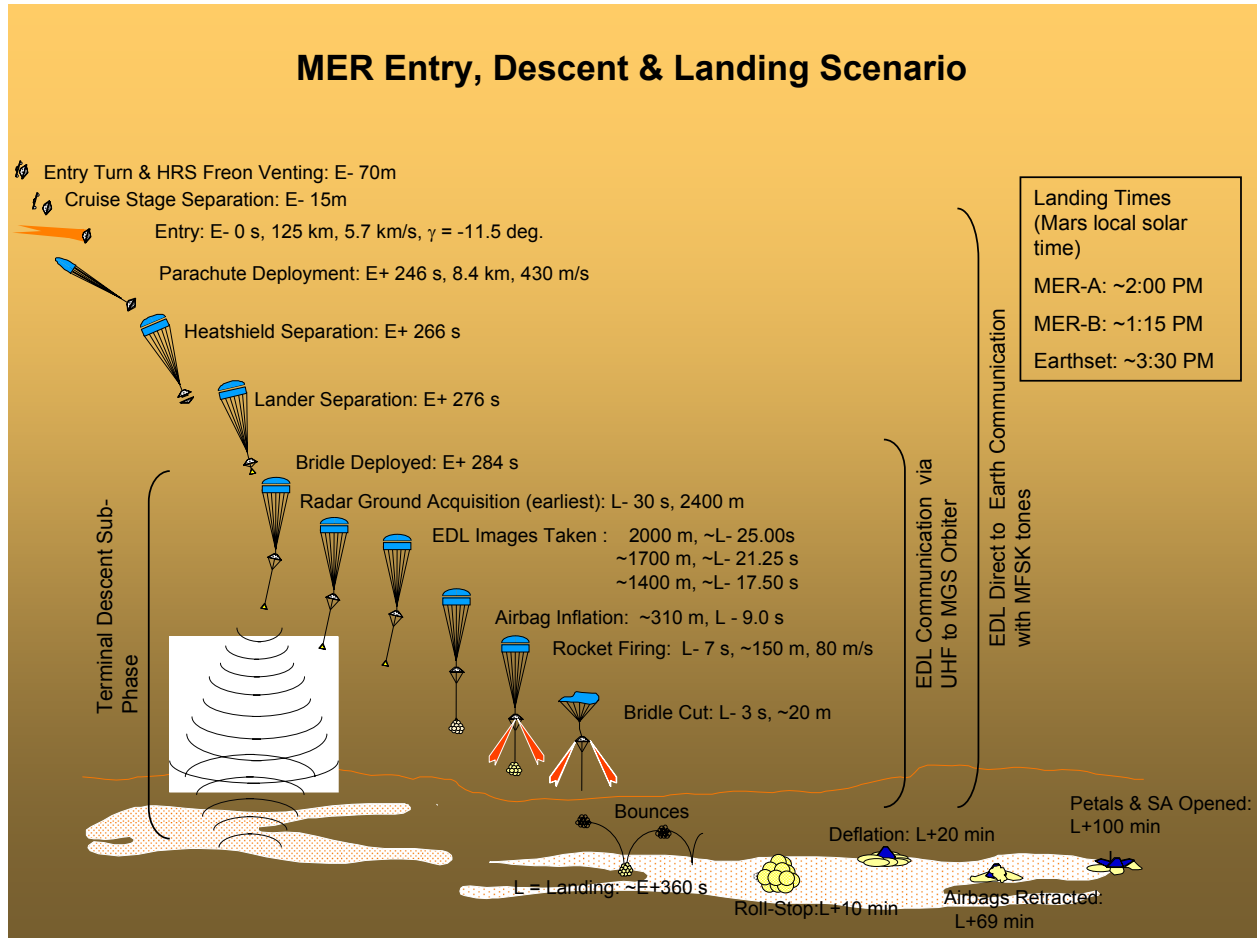 MER Entry, Descent & Landing Scenario
Entry Turn & HRS Freon Venting: E- 70m
Cruise Stage Separation: E- 15m
Entry: E- 0 s, 125 km, 5.7 km/s, γ = -11.5 deg.
Parachute Deployment: E+ 246 s, 8.4 km, 430 m/s
Heatshield Separation: E+ 266 s
Lander Separation: E+ 276 s
Bridle Deployed: E+ 284 s
Radar Ground Acquisition (earliest): L- 30 s, 2400 m
EDL Images Taken : 2000 m, ~L- 25.00s
~1700 m, ~L- 21.25 s
~1400 m, ~L- 17.50 s
Airbag Inflation: ~310 m, L - 9.0 s
Rocket Firing: L- 7 s, ~150 m, 80 m/s
Bridle Cut: L- 3 s, ~20 m
Terminal Descent Sub-
Phase
EDL Communication via
UHF to MGS Orbiter
EDL Direct to Earth Communication
with MFSK tones
Landing Times
(Mars local solar
time)
MER-A: ~2:00 PM
MER-B: ~1:15 PM
Earthset: ~3:30 PM
Bounces
L = Landing: ~E+360 s
Roll-Stop:L+10 min
Deflation: L+20 min
Airbags Retracted:
L+69 min
Petals & SA Opened:
L+100 min